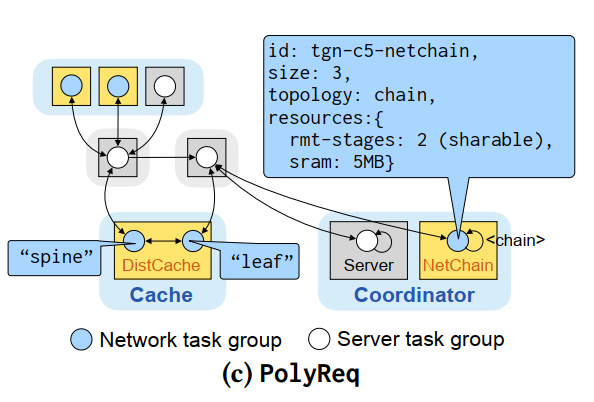 id: tgn-c5-netchain,
size: 3,
topology: chain,
resources:{
rmt-stages: 2 (sharable),
sram: 5MB}
“spine”
DistCache
“leaf”
Cache
Server
NetChain
<chain>
Coordinator
Network task group
Server task group
(c) PolyReq